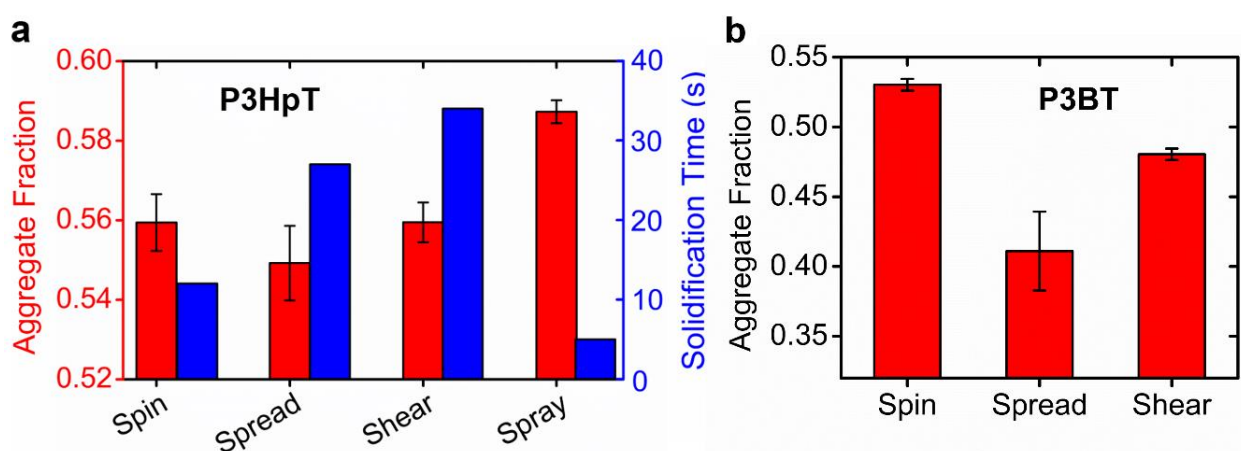 a
P3HpT
Aggregate Fraction
0.60
0.58
0.56
0.54
0.52
40
30
20
10
0
Solidification Time (s)
Spin
Spread
Shear
Spray
b
P3BT
Aggregate Fraction
0.55
0.50
0.45
0.40
0.35
Spin
Spread
Shear